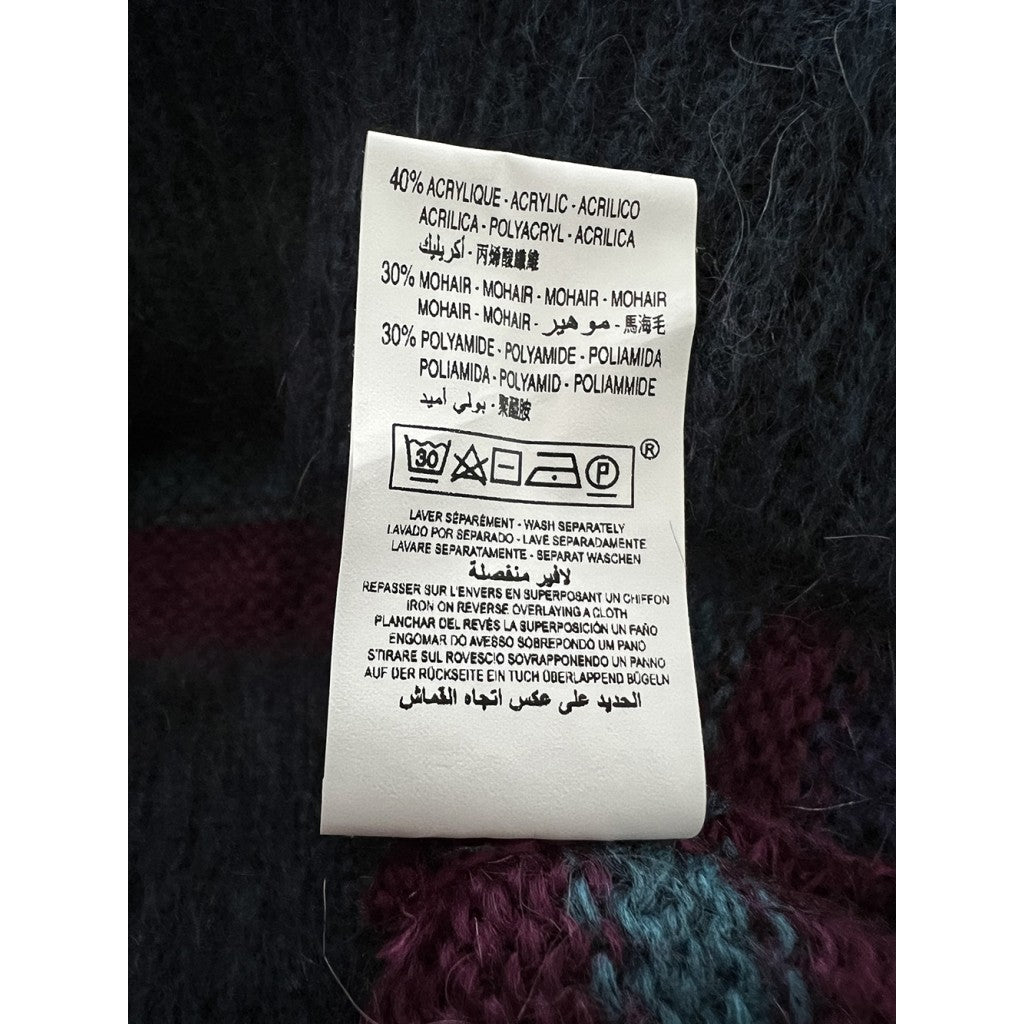 40% ACRYLIQUE - ACRYLIC - ACRILICO
ACRILICA - POLYACRYL - ACRILICA
أكريليك - 丙烯酸纖維
30% MOHAIR - MOHAIR - MOHAIR - MOHAIR
MOHAIR - MOHAIR - موهير - 馬海毛
30% POLYAMIDE - POLYAMIDE - POLIAMIDA
POLIAMIDA - POLYAMID - POLIAMMIDE
بولي أميد - 聚醯胺
30 P ®
LAVER SÉPARÉMENT - WASH SEPARATELY
LAVADO POR SEPARADO - LAVE SEPARADAMENTE
LAVARE SEPARATAMENTE - SEPARAT WASCHEN
لافير منفصلة
REPASSER SUR L'ENVERS EN SUPERPOSANT UN CHIFFON
IRON ON REVERSE OVERLAYING A CLOTH
PLANCHAR DEL REVÉS LA SUPERPOSICIÓN UN PAÑO
ENGOMAR DO AVESSO SOBREPONDO UM PANO
STIRARE SUL ROVESCIO SOVRAPPONENDO UN PANNO
AUF DER RÜCKSEITE EIN TUCH ÜBERLAPPEND BÜGELN
الحديد على عكس اتجاه القماش